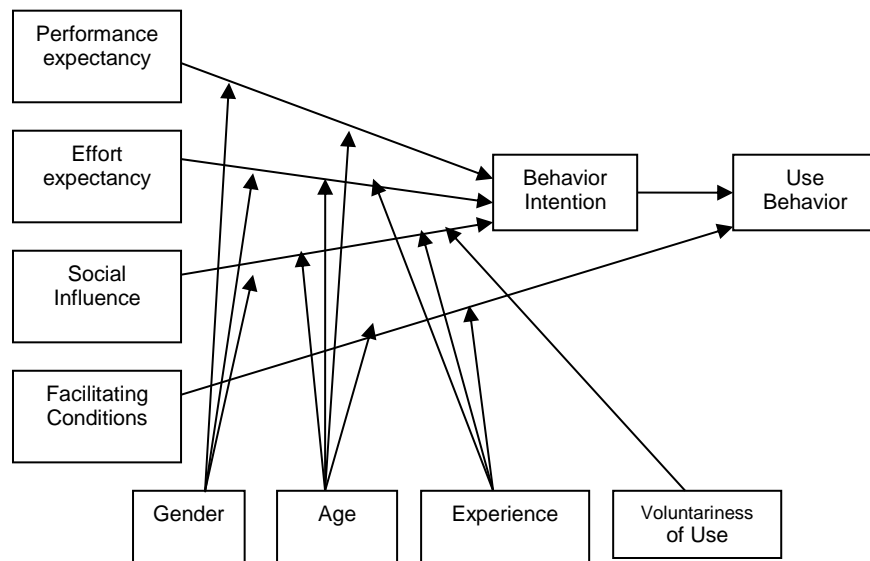 Performance
expectancy
Effort
expectancy
Behavior
Intention
Use
Behavior
Social
Influence
Facilitating
Conditions
Gender
Age
Experience
Voluntariness
of Use